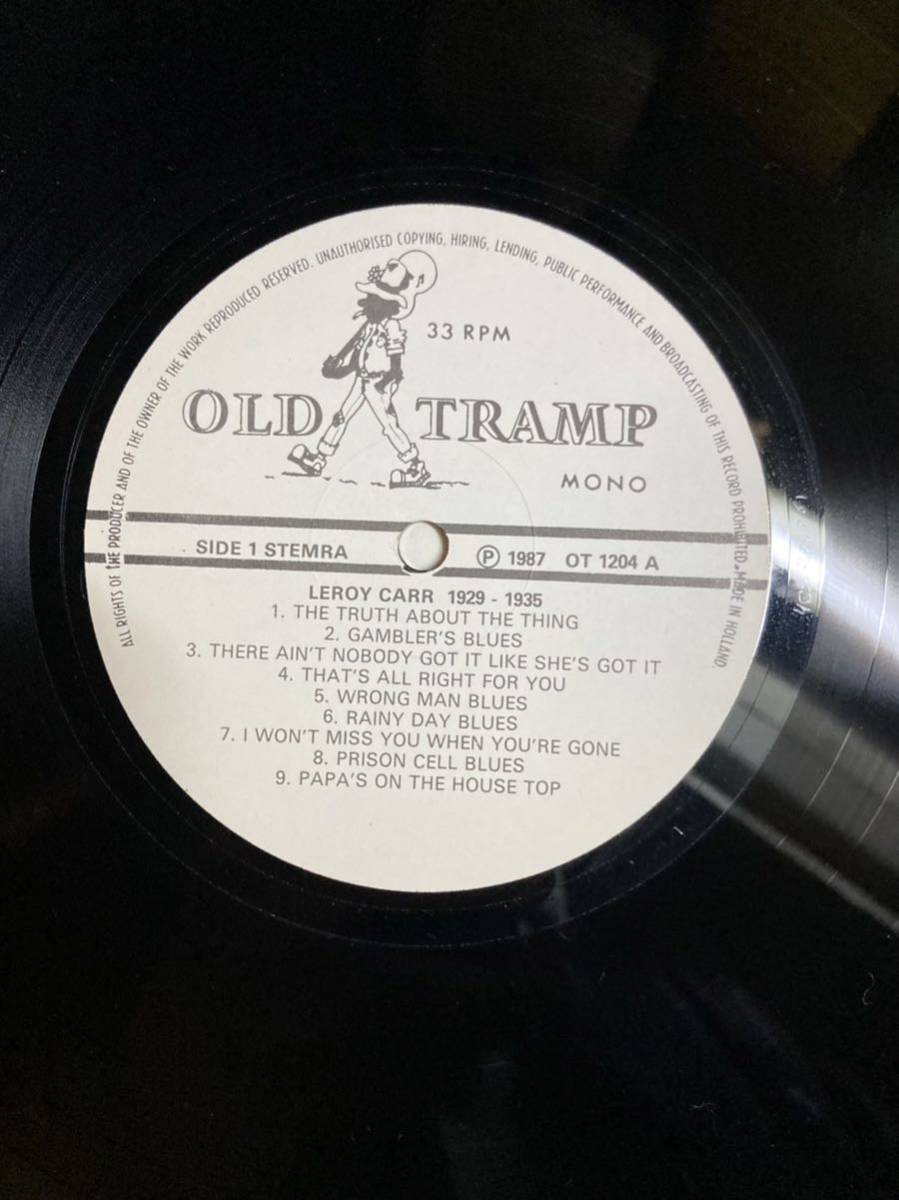 ALL RIGHTS OF THE PRODUCER AND OF THE OWNER OF THE WORK REPRODUCED RESERVED. UNAUTHORISED COPYING, HIRING, LENDING, PUBLIC PERFORMANCE AND BROADCASTING OF THIS RECORD PROHIBITED. MADE IN HOLLAND.
33 RPM
OLD TRAMP
MONO
SIDE 1 STEMRA ℗ 1987 OT 1204 A
LEROY CARR 1929 - 1935
1. THE TRUTH ABOUT THE THING
2. GAMBLER'S BLUES
3. THERE AIN'T NOBODY GOT IT LIKE SHE'S GOT IT
4. THAT'S ALL RIGHT FOR YOU
5. WRONG MAN BLUES
6. RAINY DAY BLUES
7. I WON'T MISS YOU WHEN YOU'RE GONE
8. PRISON CELL BLUES
9. PAPA'S ON THE HOUSE TOP